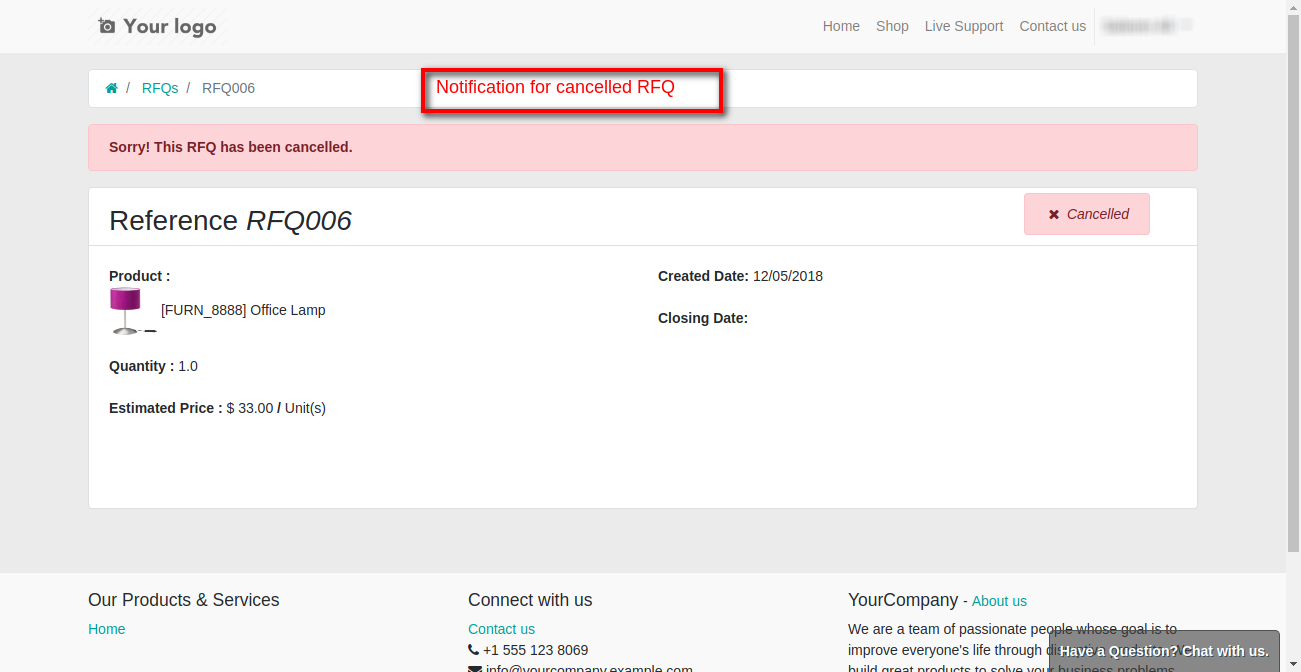 Your logo
Home Shop Live Support Contact us
/ RFQs / RFQ006
Notification for cancelled RFQ
Sorry! This RFQ has been cancelled.
Reference RFQ006
Cancelled
Product :
[FURN_8888] Office Lamp
Created Date: 12/05/2018
Closing Date:
Quantity : 1.0
Estimated Price : $ 33.00 / Unit(s)
Our Products & Services
Home
Connect with us
Contact us
+1 555 123 8069
info@yourcompany.example.com
YourCompany - About us
We are a team of passionate people whose goal is to
improve everyone's life through
build great products to solve your business problems.
Have a Question? Chat with us.